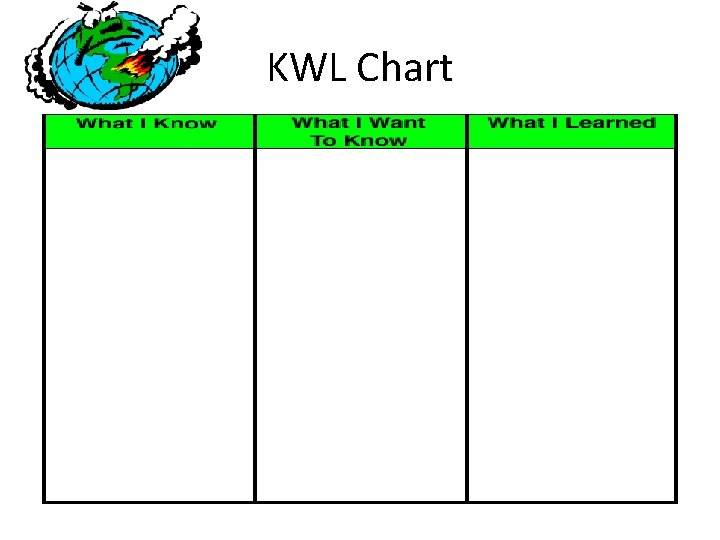 KWL Chart
What I Know
What I Want
To Know
What I Learned